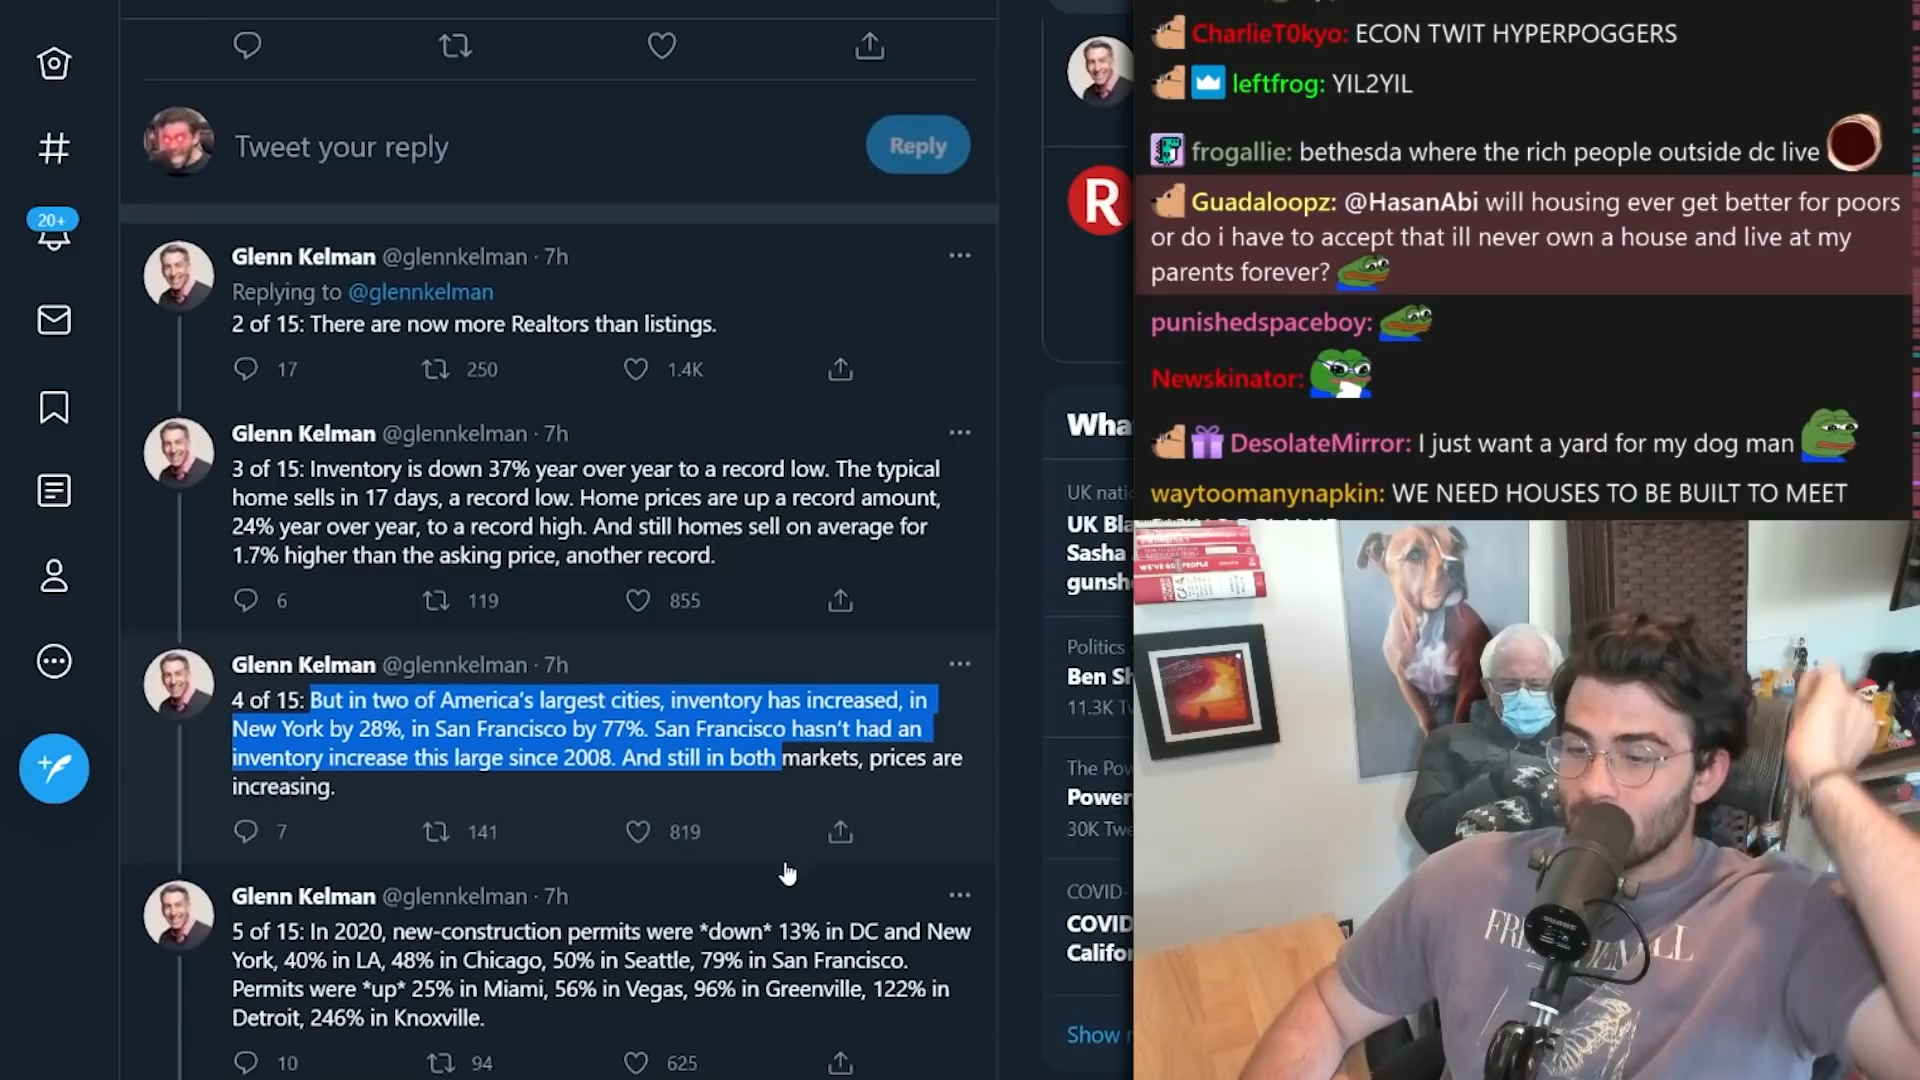 Tweet your reply
Reply
20+
Glenn Kelman @glennkelman · 7h
Replying to @glennkelman
2 of 15: There are now more Realtors than listings.
17 250 1.4K
Glenn Kelman @glennkelman · 7h
3 of 15: Inventory is down 37% year over year to a record low. The typical
home sells in 17 days, a record low. Home prices are up a record amount,
24% year over year, to a record high. And still homes sell on average for
1.7% higher than the asking price, another record.
6 119 855
Glenn Kelman @glennkelman · 7h
4 of 15: But in two of America's largest cities, inventory has increased, in
New York by 28%, in San Francisco by 77%. San Francisco hasn't had an
inventory increase this large since 2008. And still in both markets, prices are
increasing.
7 141 819
Glenn Kelman @glennkelman · 7h
5 of 15: In 2020, new-construction permits were *down* 13% in DC and New
York, 40% in LA, 48% in Chicago, 50% in Seattle, 79% in San Francisco.
Permits were *up* 25% in Miami, 56% in Vegas, 96% in Greenville, 122% in
Detroit, 246% in Knoxville.
10 94 625
R
Wha
UK nati
UK Bla
Sasha
gunsh
Politics
Ben Sh
11.3K Tw
The Pow
Power
30K Twe
COVID-
COVID
Califor
Show
CharlieT0kyo: ECON TWIT HYPERPOGGERS
leftfrog: YIL2YIL
frogallie: bethesda where the rich people outside dc live
Guadaloopz: @HasanAbi will housing ever get better for poors
or do i have to accept that ill never own a house and live at my
parents forever?
punishedspaceboy:
Newskinator:
DesolateMirror: I just want a yard for my dog man
waytoomanynapkin: WE NEED HOUSES TO BE BUILT TO MEET
WE'VE GOT PEOPLE